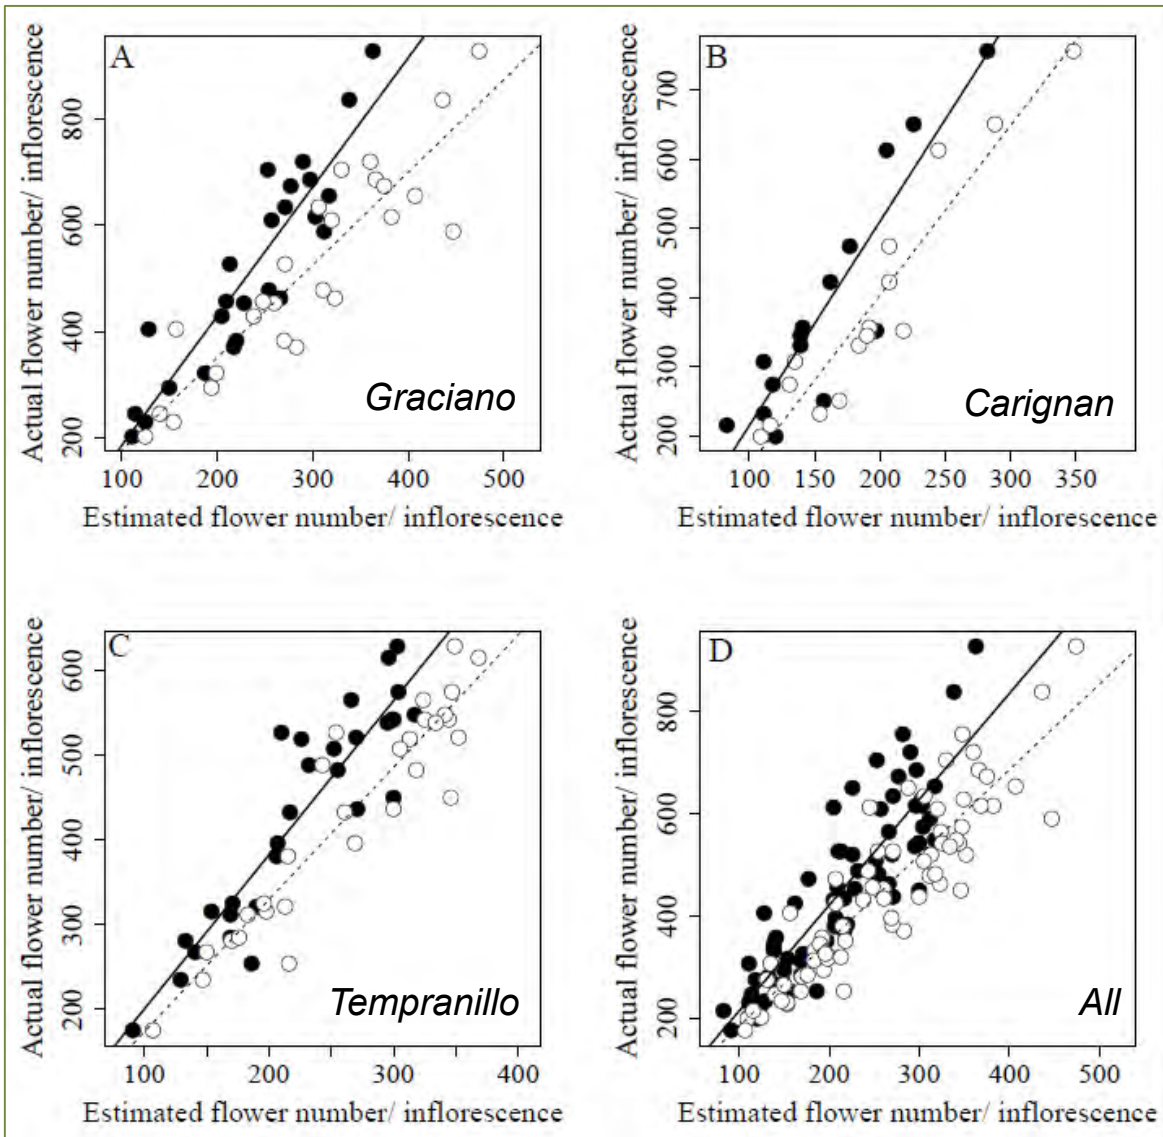 A
Actual flower number/ inflorescence
800
600
400
200
Graciano
100 200 300 400 500
Estimated flower number/ inflorescence
B
Actual flower number/ inflorescence
700
600
500
400
300
200
Carignan
100 150 200 250 300 350
Estimated flower number/ inflorescence
C
Actual flower number/ inflorescence
600
500
400
300
200
Tempranillo
100 200 300 400
Estimated flower number/ inflorescence
D
Actual flower number/ inflorescence
800
600
400
200
All
100 200 300 400 500
Estimated flower number/ inflorescence